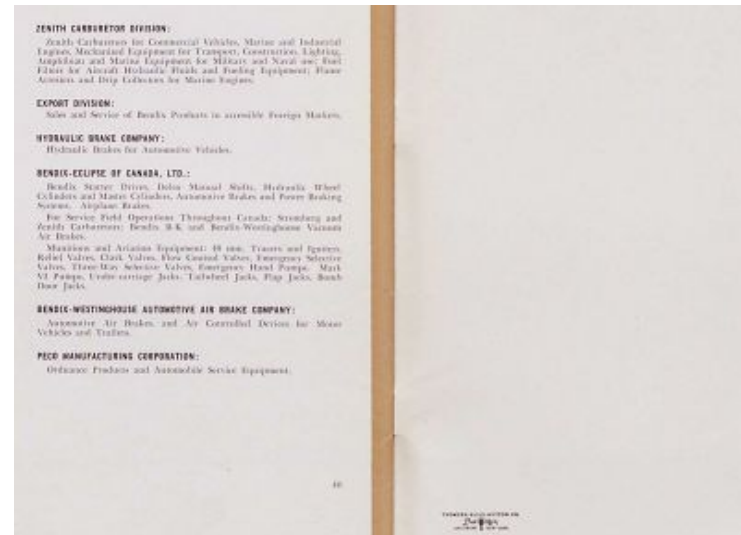 ZENITH CARBURETOR DIVISION:
Zenith Carburetors for Commercial Vehicles, Marine and Industrial
Engines, Mechanized Equipment for Transport, Construction, Lighting,
Amphibian and Marine Equipment for Military and Naval use; Fuel
Filters for Aircraft Hydraulic Fluids and Fueling Equipment; Flame
Arrestors and Drip Collectors for Marine Engines.
EXPORT DIVISION:
Sales and Service of Bendix Products in accessible Foreign Markets.
HYDRAULIC BRAKE COMPANY:
Hydraulic Brakes for Automotive Vehicles.
BENDIX-ECLIPSE OF CANADA, LTD.:
Bendix Starter Drives, Delco Manual Shifts, Hydraulic Wheel
Cylinders and Master Cylinders, Automotive Brakes and Power Braking
Systems, Airplane Brakes.
For Service Field Operations Throughout Canada: Stromberg and
Zenith Carburetors; Bendix B-K and Bendix-Westinghouse Vacuum
Air Brakes.
Munitions and Aviation Equipment: 40 mm. Tracers and Igniters,
Relief Valves, Valves, Flow Control Valves, Emergency Selective
Valves, Three-Way Selective Valves, Emergency Hand Pumps, Mark
VI Pumps, Under-carriage Jacks, Tailwheel Jacks, Flap Jacks, Bomb
Door Jacks.
BENDIX-WESTINGHOUSE AUTOMOTIVE AIR BRAKE COMPANY:
Automotive Air Brakes, and Air Controlled Devices for Motor
Vehicles and Trailers.
PECO MANUFACTURING CORPORATION:
Ordnance Products and Automobile Service Equipment.